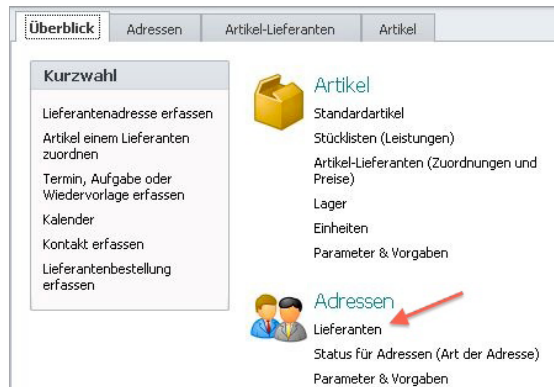 Überblick
Adressen
Artikel-Lieferanten
Artikel
Kurzwahl
Lieferantenadresse erfassen
Artikel einem Lieferanten
zuordnen
Termin, Aufgabe oder
Wiedervorlage erfassen
Kalender
Kontakt erfassen
Lieferantenbestellung
erfassen
Artikel
Standardartikel
Stücklisten (Leistungen)
Artikel-Lieferanten (Zuordnungen und
Preise)
Lager
Einheiten
Parameter & Vorgaben
Adressen
Lieferanten
Status für Adressen (Art der Adresse)
Parameter & Vorgaben